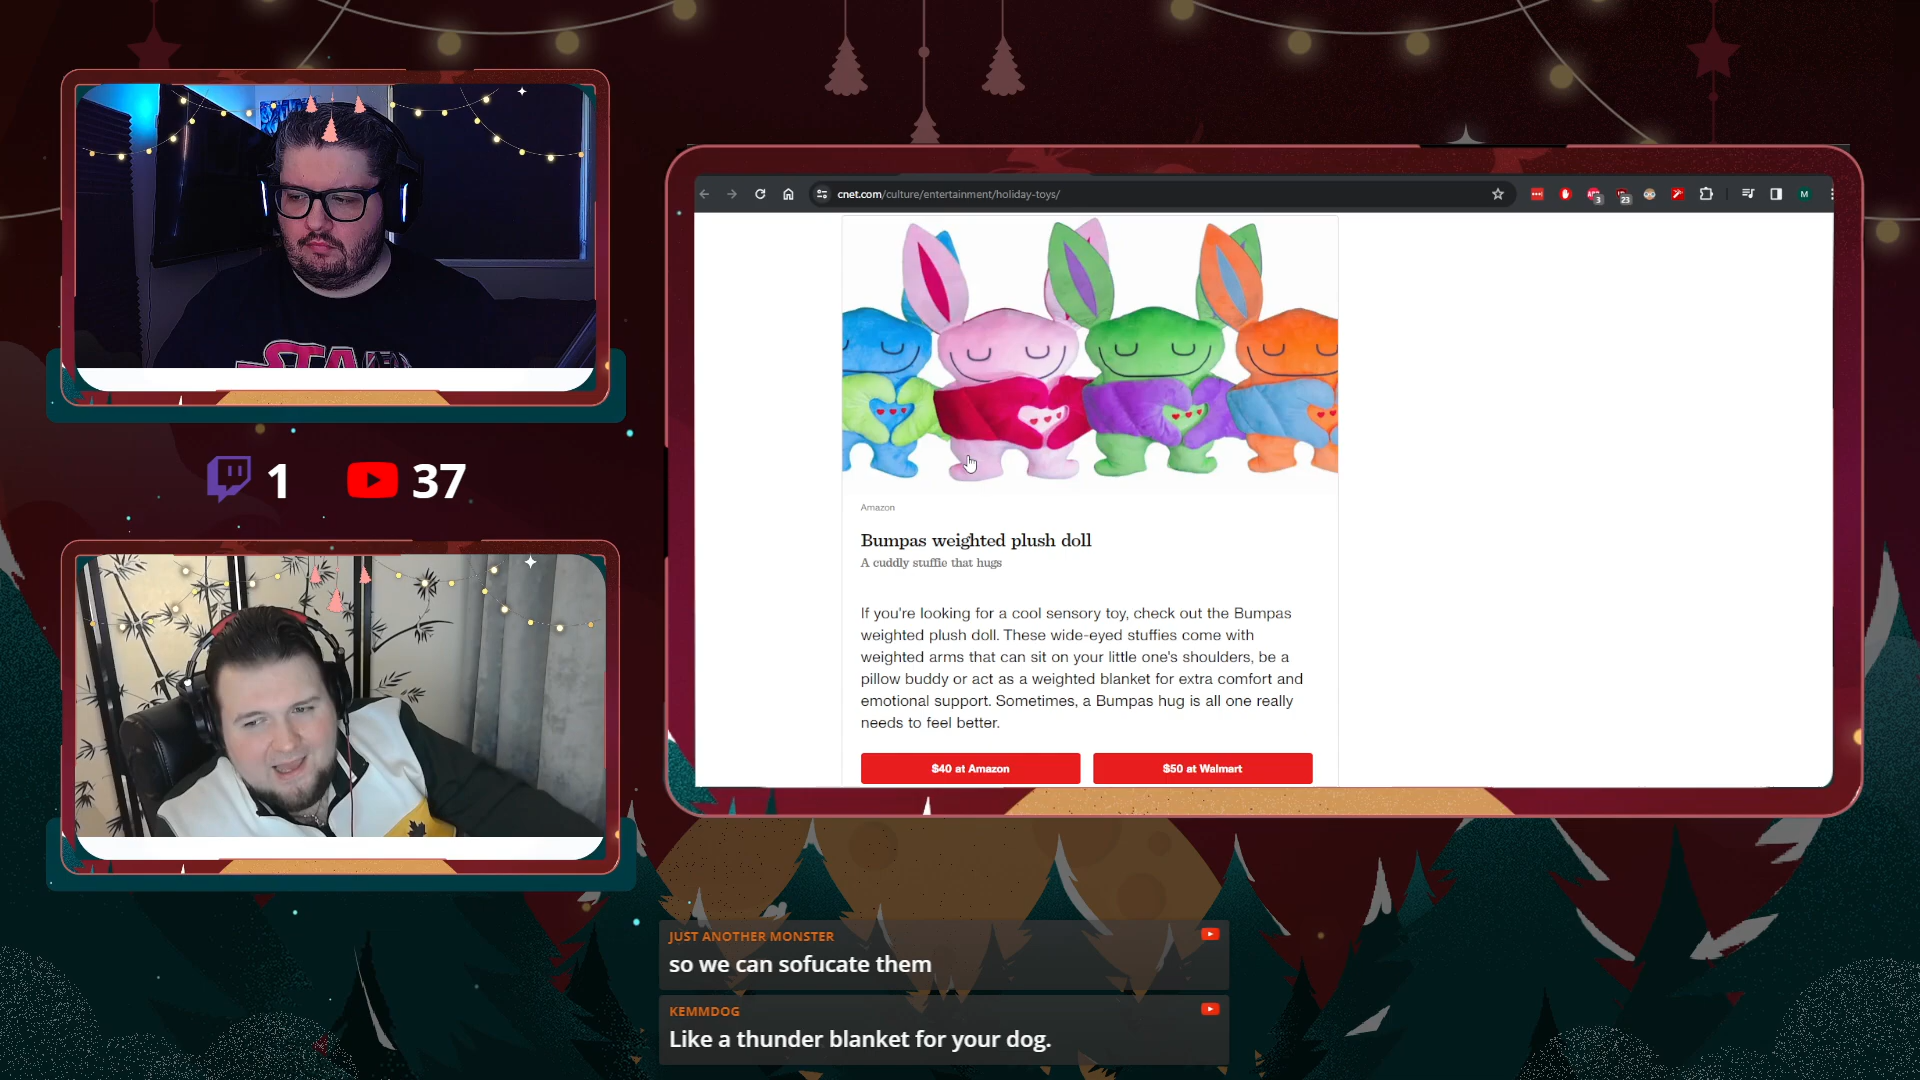 STAR
1
37
cnet.com/culture/entertainment/holiday-toys/
3
23
M
Amazon
Bumpas weighted plush doll
A cuddly stuffie that hugs
If you're looking for a cool sensory toy, check out the Bumpas
weighted plush doll. These wide-eyed stuffies come with
weighted arms that can sit on your little one's shoulders, be a
pillow buddy or act as a weighted blanket for extra comfort and
emotional support. Sometimes, a Bumpas hug is all one really
needs to feel better.
$40 at Amazon
$50 at Walmart
JUST ANOTHER MONSTER
so we can sofucate them
KEMMDOG
Like a thunder blanket for your dog.